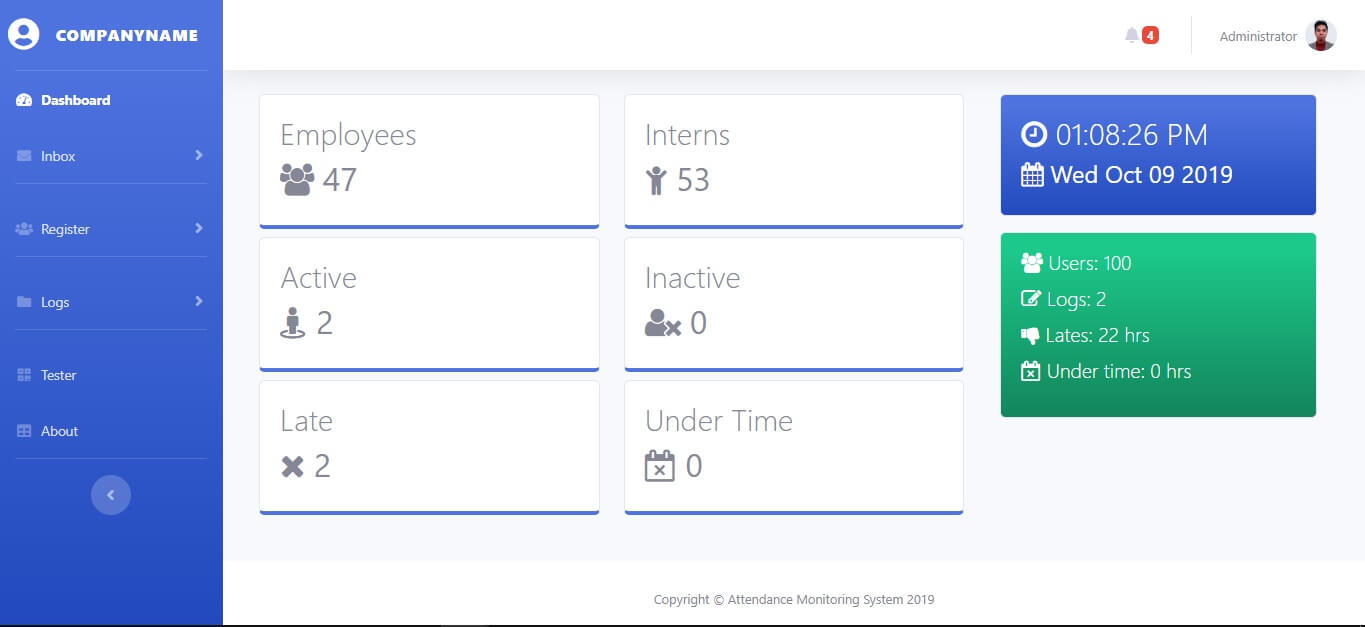 COMPANYNAME
4
Administrator
Dashboard
Inbox
Register
Logs
Tester
About
Employees
47
Interns
53
Active
2
Inactive
0
Late
2
Under Time
0
01:08:26 PM
Wed Oct 09 2019
Users: 100
Logs: 2
Lates: 22 hrs
Under time: 0 hrs
Copyright © Attendance Monitoring System 2019